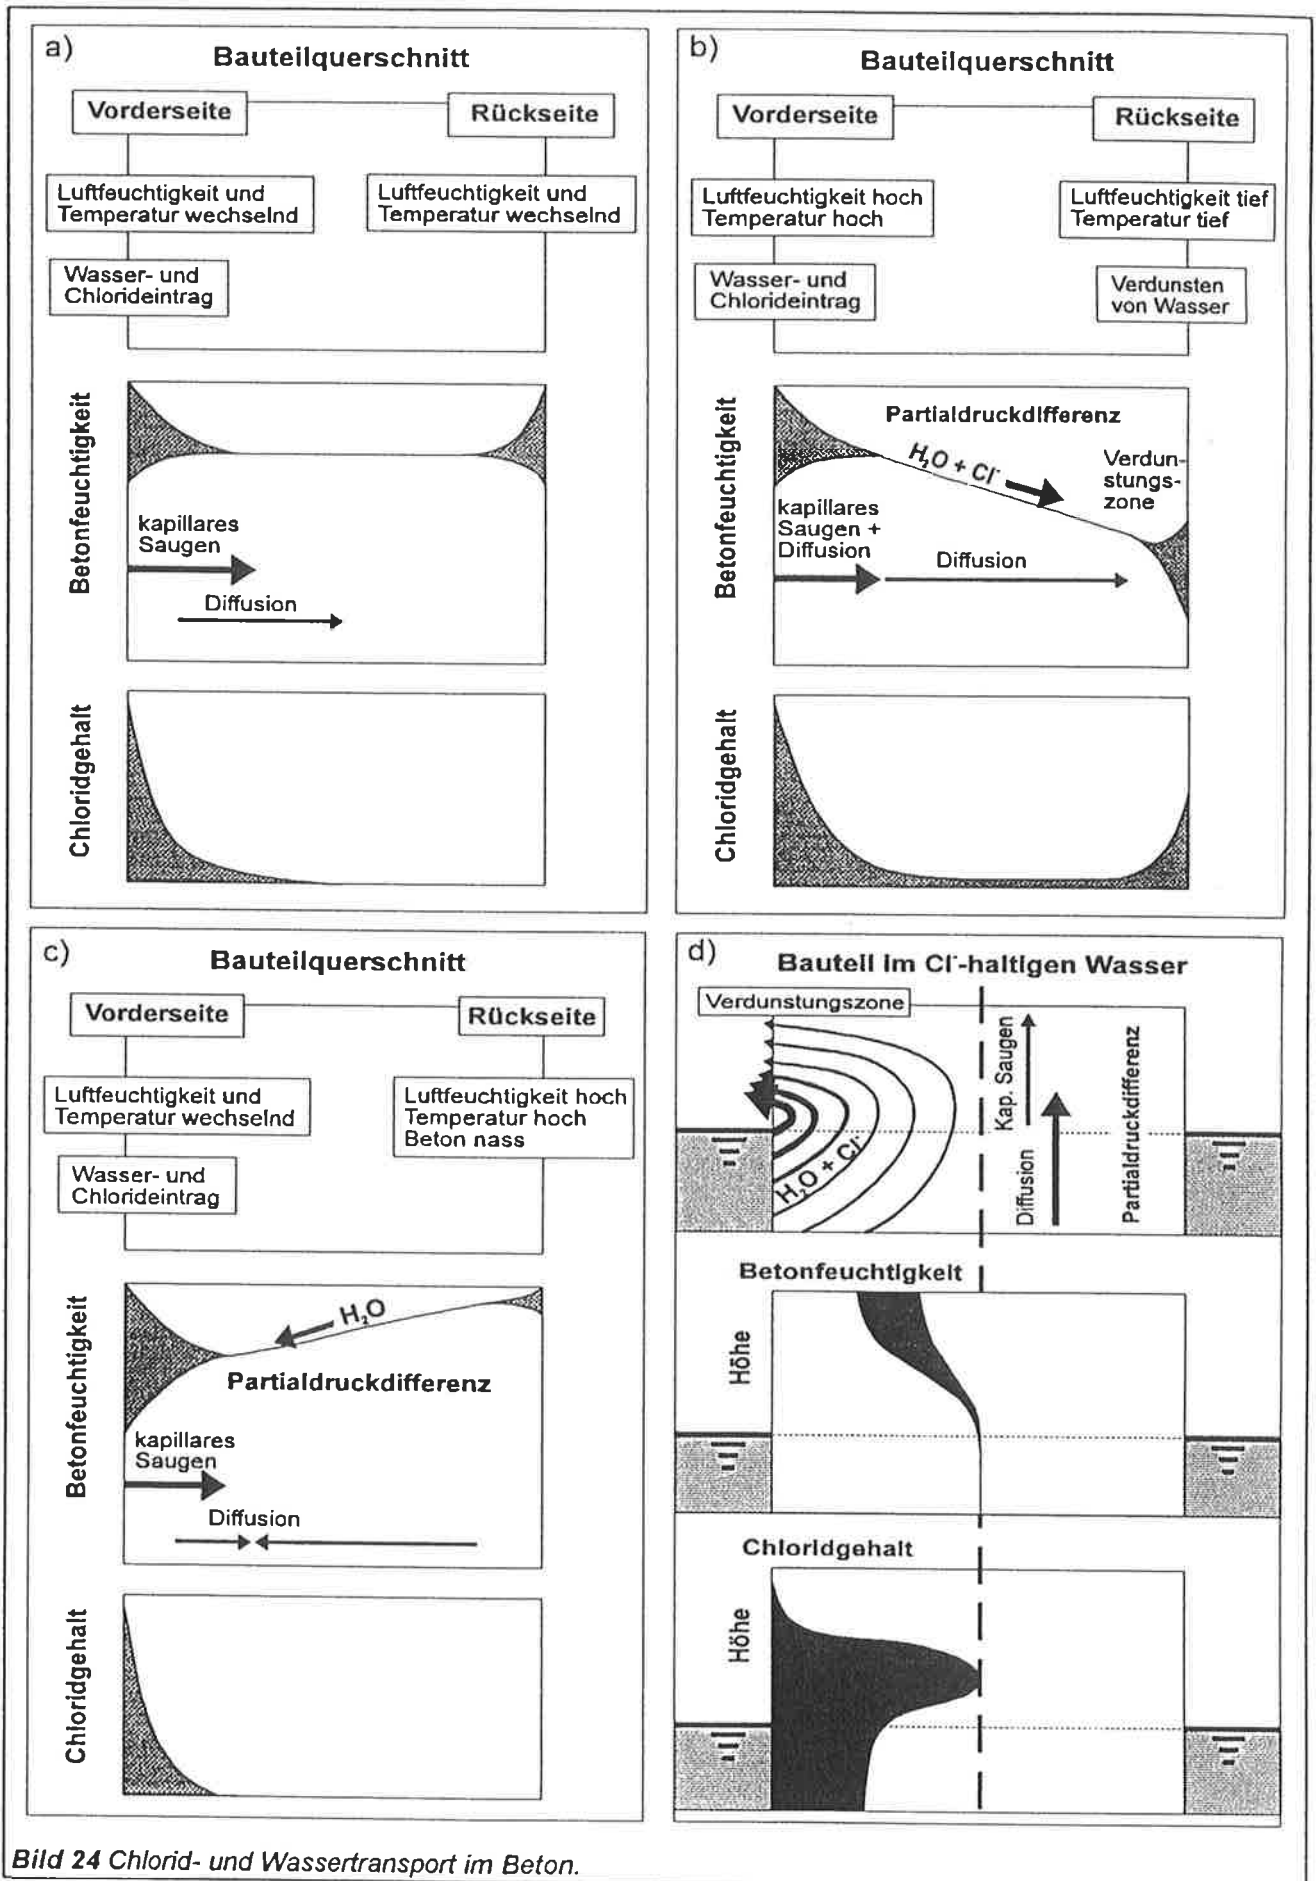 a)
Bauteilquerschnitt
Vorderseite
Rückseite
Luftfeuchtigkeit und
Temperatur wechselnd
Luftfeuchtigkeit und
Temperatur wechselnd
Wasser- und
Chlorideintrag
Betonfeuchtigkeit
kapillares
Saugen
Diffusion
Chloridgehalt
b)
Bauteilquerschnitt
Vorderseite
Rückseite
Luftfeuchtigkeit hoch
Temperatur hoch
Luftfeuchtigkeit tief
Temperatur tief
Wasser- und
Chlorideintrag
Verdunsten
von Wasser
Betonfeuchtigkeit
Partialdruckdifferenz
H₂O + Cl⁻
Verdun-
stungs-
zone
kapillares
Saugen +
Diffusion
Diffusion
Chloridgehalt
c)
Bauteilquerschnitt
Vorderseite
Rückseite
Luftfeuchtigkeit und
Temperatur wechselnd
Luftfeuchtigkeit hoch
Temperatur hoch
Beton nass
Wasser- und
Chlorideintrag
Betonfeuchtigkeit
H₂O
Partialdruckdifferenz
kapillares
Saugen
Diffusion
Chloridgehalt
d)
Bauteil im Cl⁻-haltigen Wasser
Verdunstungszone
H₂O + Cl⁻
Kap. Saugen
Diffusion
Partialdruckdifferenz
Betonfeuchtigkeit
Höhe
Chloridgehalt
Höhe
Bild 24 Chlorid- und Wassertransport im Beton.